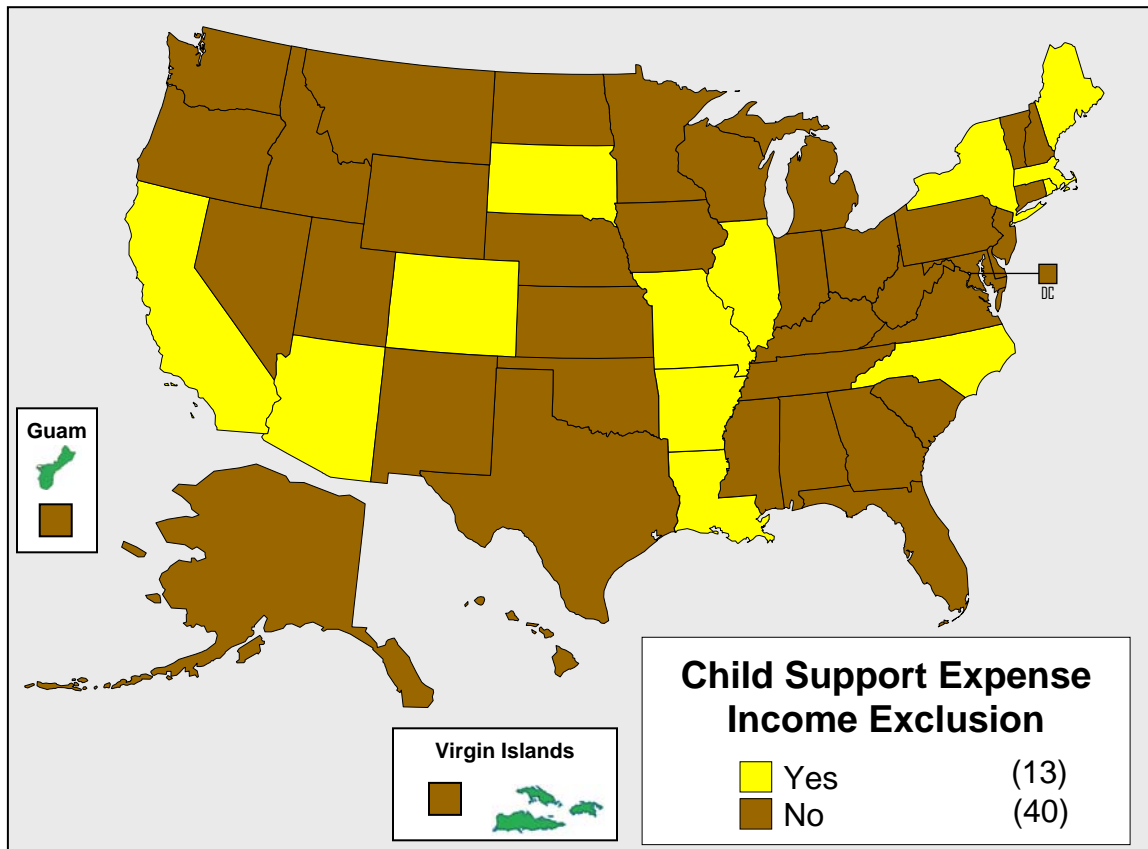 Guam
DC
Virgin Islands
Child Support Expense
Income Exclusion
Yes (13)
No (40)